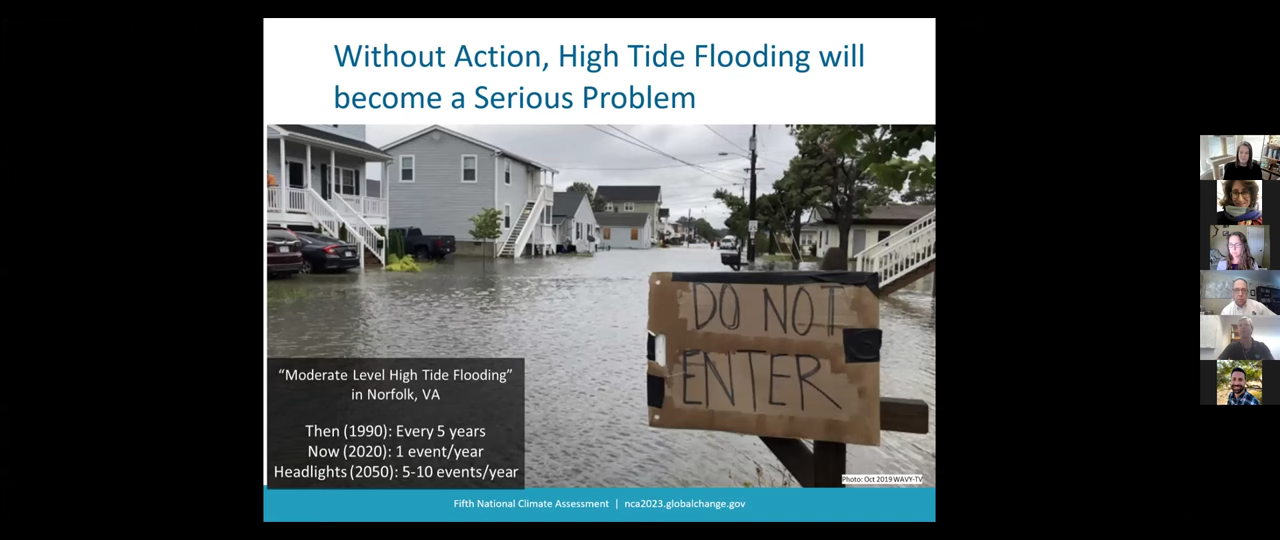 Without Action, High Tide Flooding will
become a Serious Problem
DO NOT
ENTER
“Moderate Level High Tide Flooding”
in Norfolk, VA
Then (1990): Every 5 years
Now (2020): 1 event/year
Headlights (2050): 5-10 events/year
Photo: Oct 2019 WAVY-TV
Fifth National Climate Assessment | nca2023.globalchange.gov